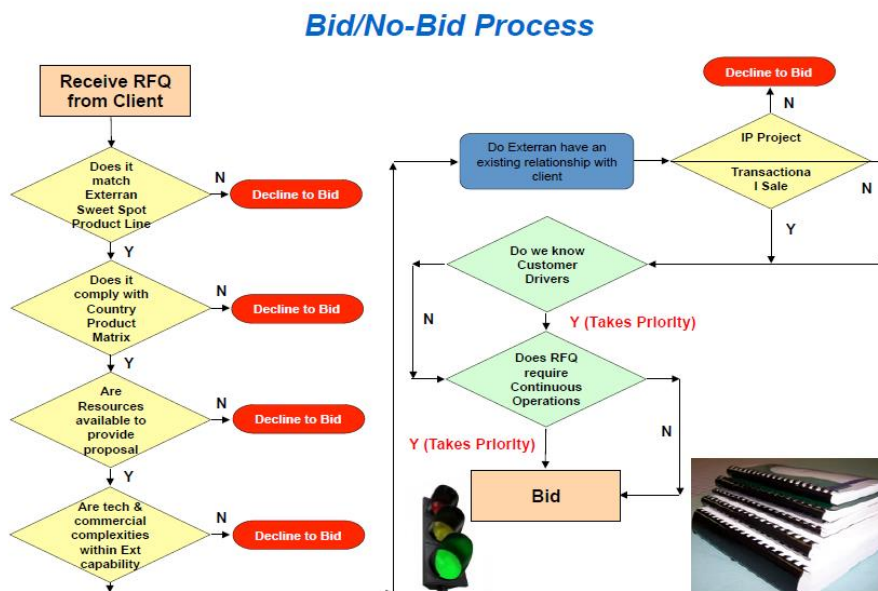 Bid/No-Bid Process
Receive RFQ
from Client
Does it
match
Exterran
Sweet Spot
Product Line
N
Decline to Bid
Y
Does it
comply with
Country
Product
Matrix
N
Decline to Bid
Y
Are
Resources
available to
provide
proposal
N
Decline to Bid
Y
Are tech &
commercial
complexities
within Ext
capability
N
Decline to Bid
Do Exterran have an
existing relationship with
client
Decline to Bid
N
IP Project
Transactiona
l Sale
N
Y
Do we know
Customer
Drivers
N
Y (Takes Priority)
Does RFQ
require
Continuous
Operations
N
Y (Takes Priority)
Bid